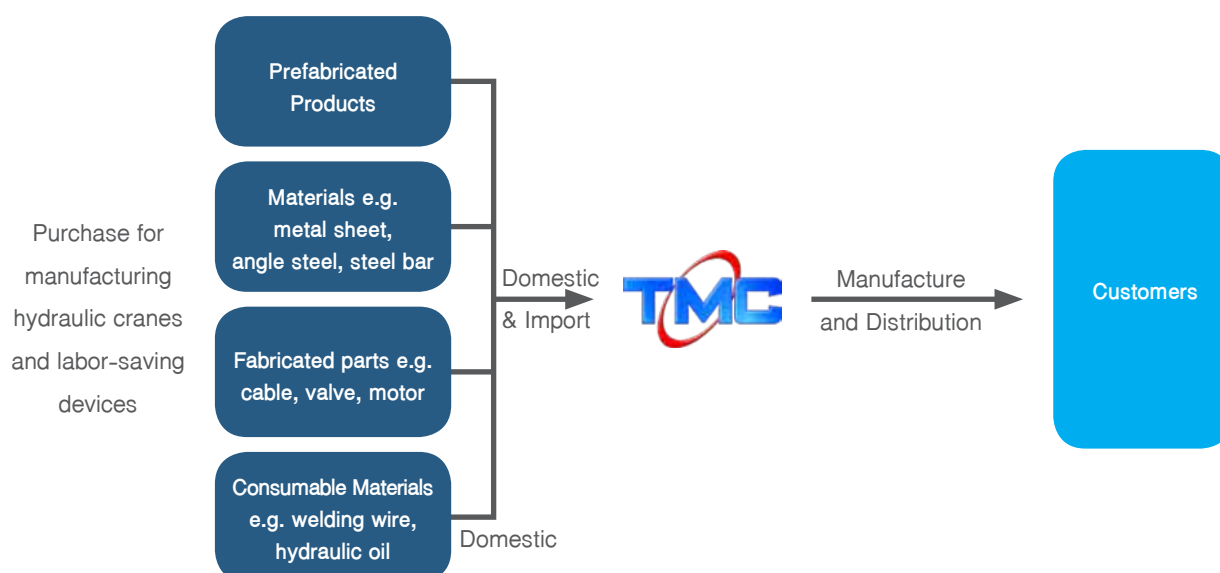 Purchase for
manufacturing
hydraulic cranes
and labor-saving
devices
Prefabricated
Products
Materials e.g.
metal sheet,
angle steel, steel bar
Fabricated parts e.g.
cable, valve, motor
Consumable Materials
e.g. welding wire,
hydraulic oil
Domestic
Domestic
& Import
TMC
Manufacture
and Distribution
Customers